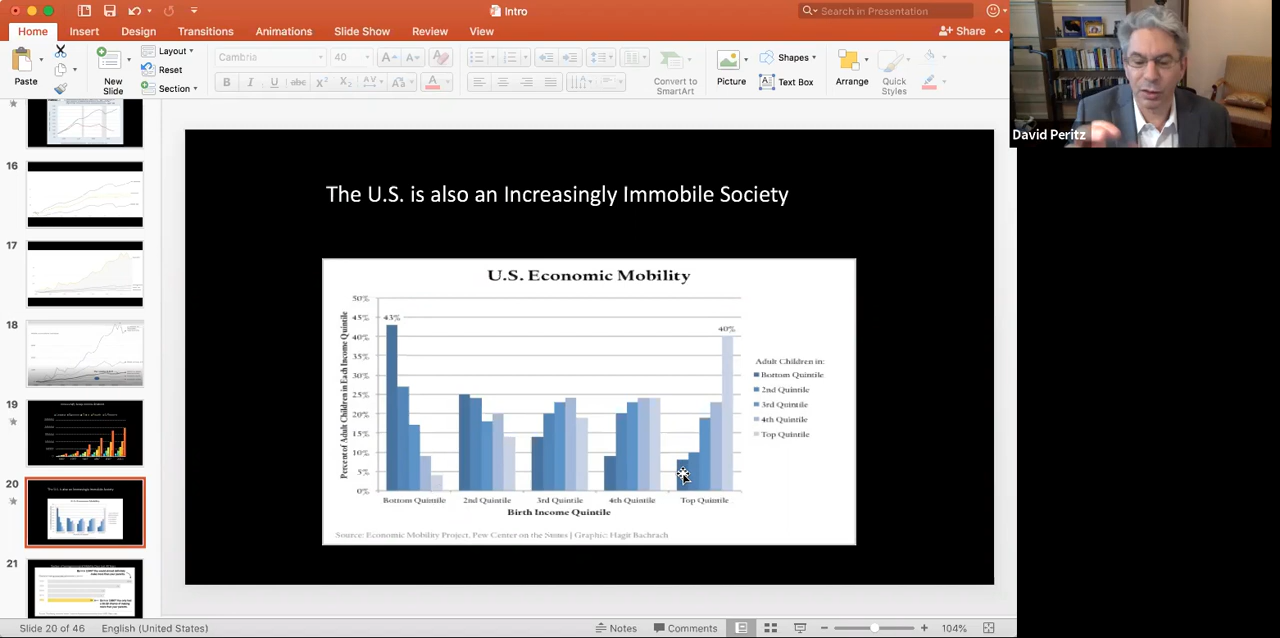 Intro
Search in Presentation
Home
Insert
Design
Transitions
Animations
Slide Show
Review
View
Share
Paste
New
Slide
Layout
Reset
Section
Cambria
40
B I U abc X² X₂ AV Aa A
Convert to
SmartArt
Picture
Shapes
Text Box
Arrange
Quick
Styles
David Peritz
16
17
18
19
20
21
The U.S. is also an Increasingly Immobile Society
U.S. Economic Mobility
Percent of Adult Children in Each Income Quintile
50%
45%
40%
35%
30%
25%
20%
15%
10%
5%
0%
43%
40%
Bottom Quintile
2nd Quintile
3rd Quintile
4th Quintile
Top Quintile
Birth Income Quintile
Adult Children in:
Bottom Quintile
2nd Quintile
3rd Quintile
4th Quintile
Top Quintile
Source: Economic Mobility Project, Pew Center on the States | Graphic: Hagit Bachrach
Slide 20 of 46
English (United States)
Notes
Comments
104%